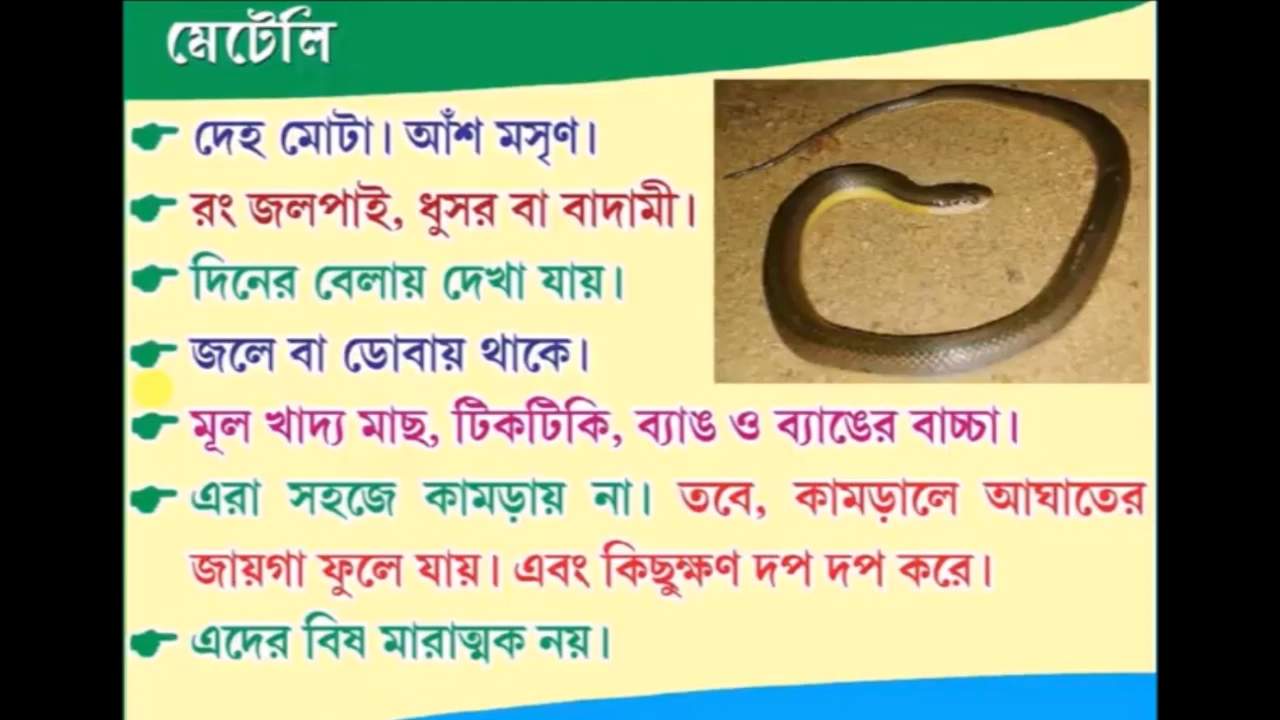 মেটেলি
দেহ মোটা। আঁশ মসৃণ।
রং জলপাই, ধুসর বা বাদামী।
দিনের বেলায় দেখা যায়।
জলে বা ডোবায় থাকে।
মূল খাদ্য মাছ, টিকটিকি, ব্যাঙ ও ব্যাঙের বাচ্চা।
এরা সহজে কামড়ায় না। তবে, কামড়ালে আঘাতের
জায়গা ফুলে যায়। এবং কিছুক্ষণ দপ দপ করে।
এদের বিষ মারাত্মক নয়।